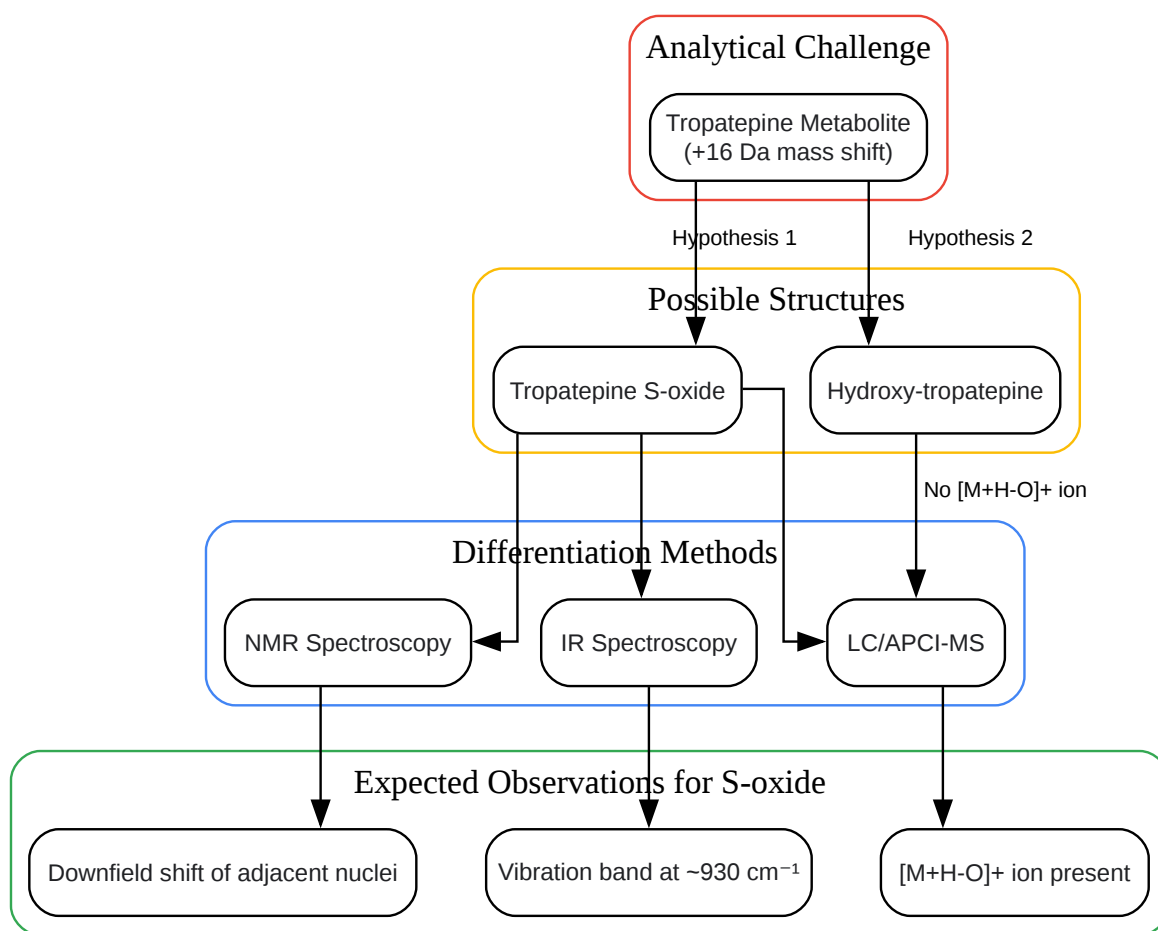 Analytical Challenge
Tropatepine Metabolite
(+16 Da mass shift)
Hypothesis 1
Hypothesis 2
Possible Structures
Tropatepine S-oxide
Hydroxy-tropatepine
No [M+H-O]+ ion
Differentiation Methods
NMR Spectroscopy
IR Spectroscopy
LC/APCI-MS
Expected Observations for S-oxide
Downfield shift of adjacent nuclei
Vibration band at ~930 cm⁻¹
[M+H-O]+ ion present